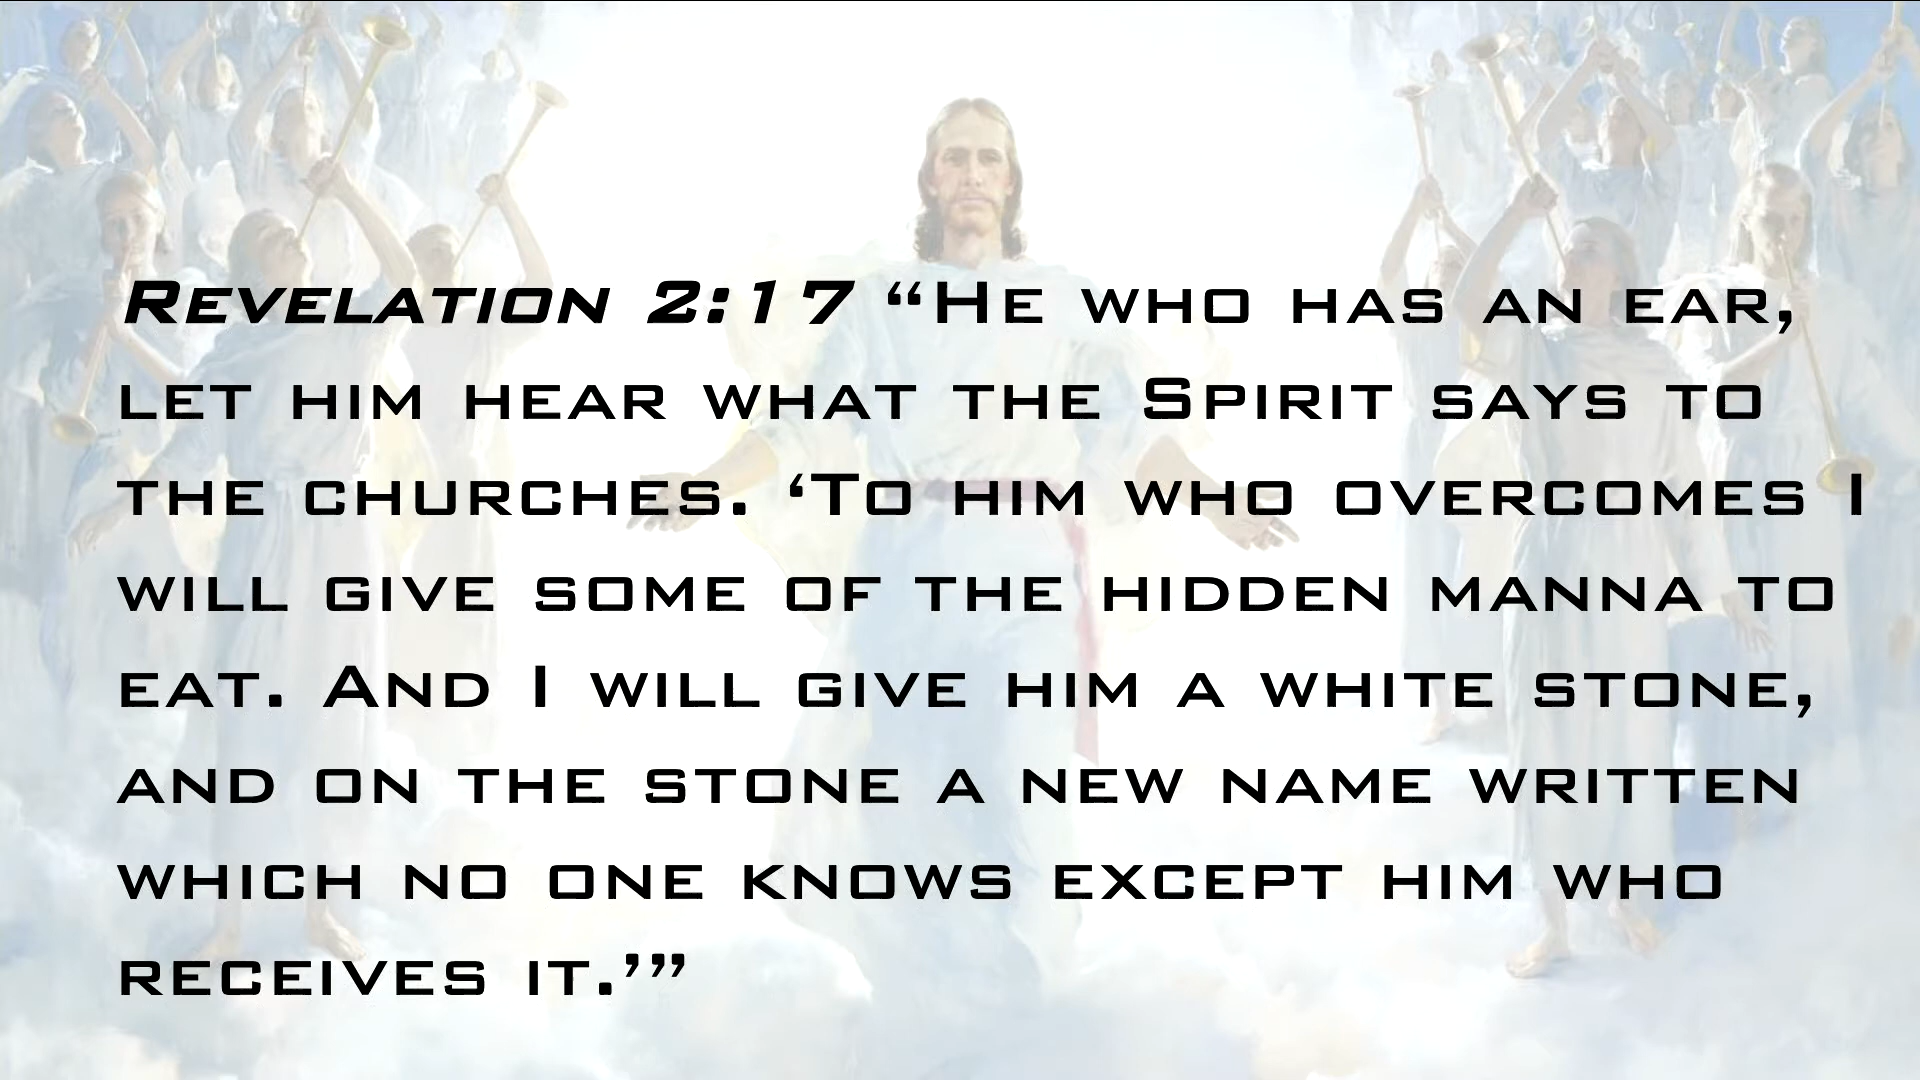 Revelation 2:17 “He who has an ear,
let him hear what the Spirit says to
the churches. ‘To him who overcomes I
will give some of the hidden manna to
eat. And I will give him a white stone,
and on the stone a new name written
which no one knows except him who
receives it.’”